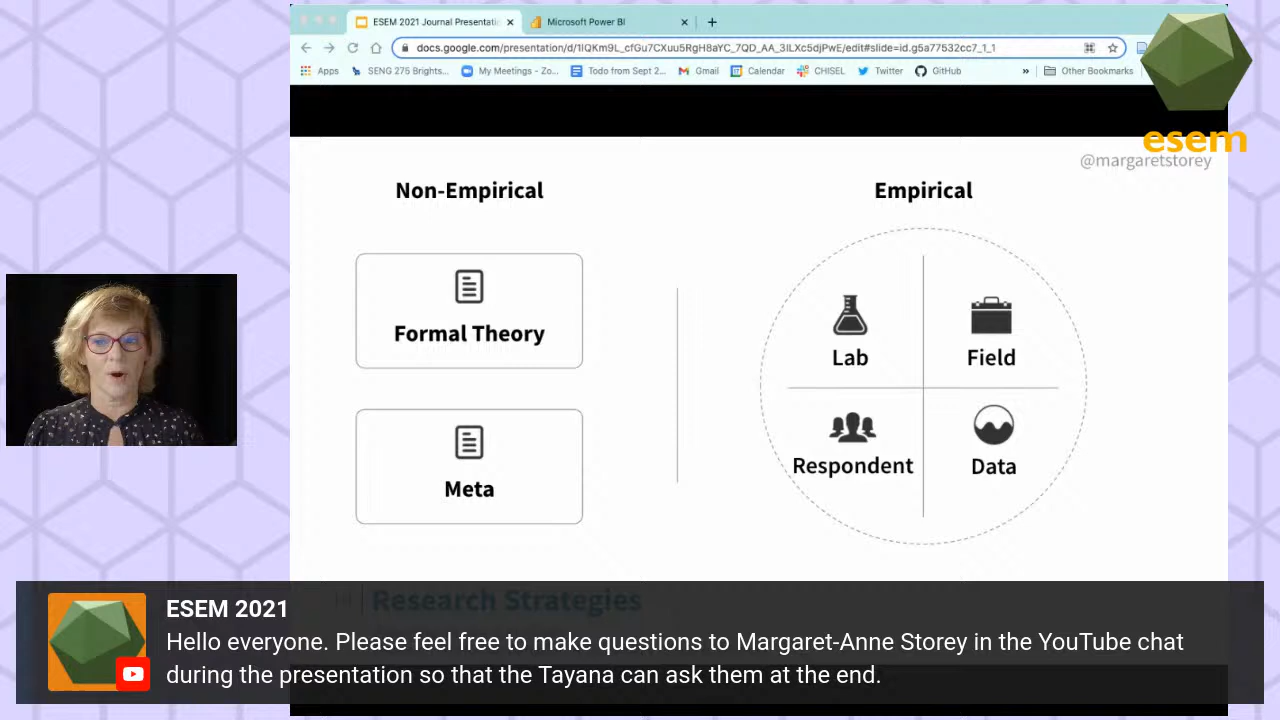 ESEM 2021 Journal Presentati
Microsoft Power BI
docs.google.com/presentation/d/1lQKm9L_cfGu7CXuu5RgH8aYC_7QD_AA_3ILXc5djPwE/edit#slide=id.g5a77532cc7_1_1
Apps
SENG 275 Brights...
My Meetings - Zo...
Todo from Sept 2...
Gmail
Calendar
CHISEL
Twitter
GitHub
»
Other Bookmarks
esem
@margaretstorey
Non-Empirical
Empirical
Formal Theory
Meta
Lab
Field
Respondent
Data
Research Strategies
ESEM 2021
Hello everyone. Please feel free to make questions to Margaret-Anne Storey in the YouTube chat
during the presentation so that the Tayana can ask them at the end.